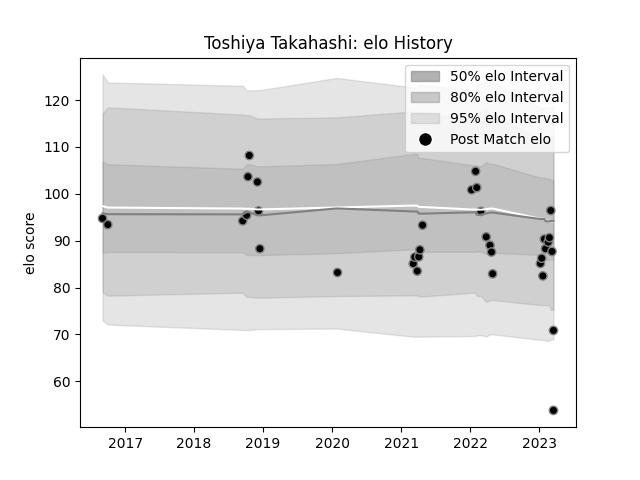 Toshiya Takahashi: elo History
50% elo Interval
80% elo Interval
95% elo Interval
Post Match elo
elo score
120
110
100
90
80
70
60
2017 2018 2019 2020 2021 2022 2023